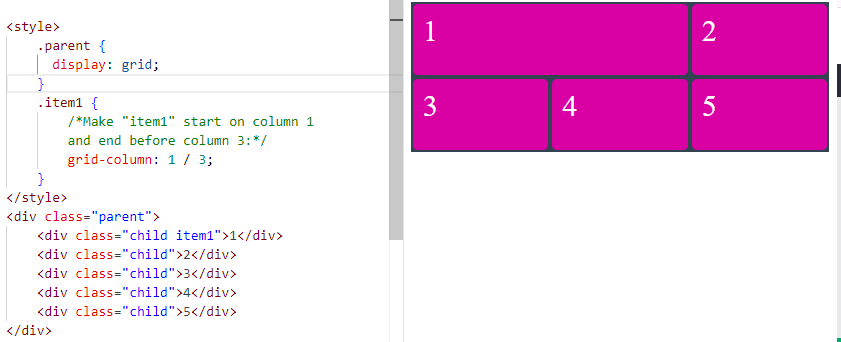 <style>
    .parent {
      display: grid;
    }
    .item1 {
        /*Make "item1" start on column 1
        and end before column 3:*/
        grid-column: 1 / 3;
    }
</style>
<div class="parent">
    <div class="child item1">1</div>
    <div class="child">2</div>
    <div class="child">3</div>
    <div class="child">4</div>
    <div class="child">5</div>
</div>
1 2
3 4 5